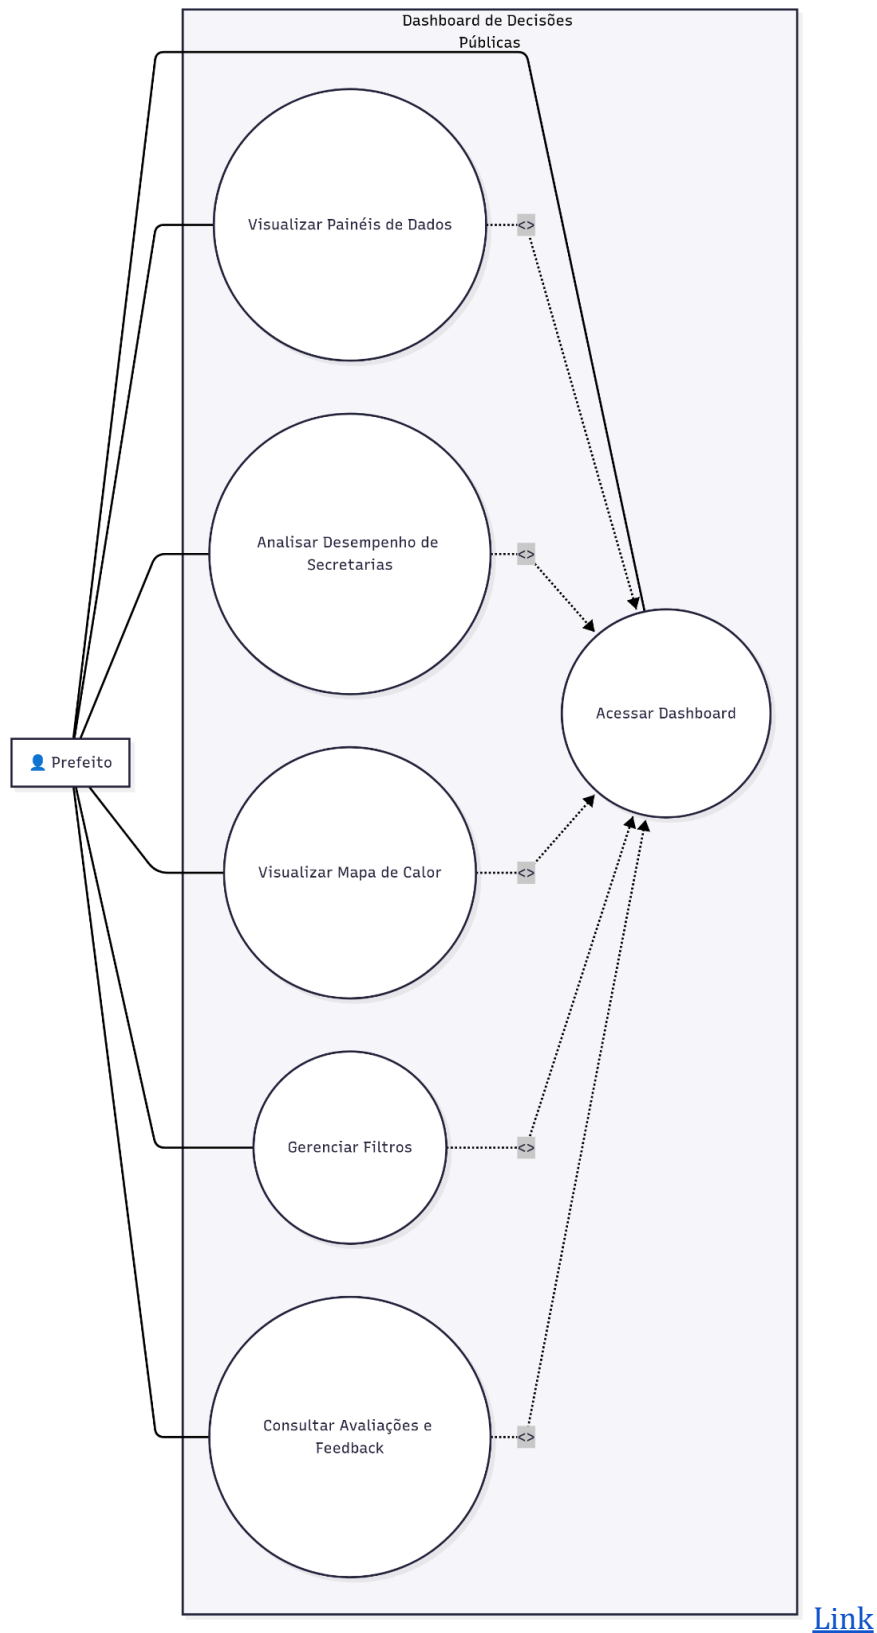 Dashboard de Decisões
Públicas
Visualizar Painéis de Dados
<>
Analisar Desempenho de
Secretarias
<>
Acessar Dashboard
👤 Prefeito
Visualizar Mapa de Calor
<>
Gerenciar Filtros
<>
Consultar Avaliações e
Feedback
<>
Link